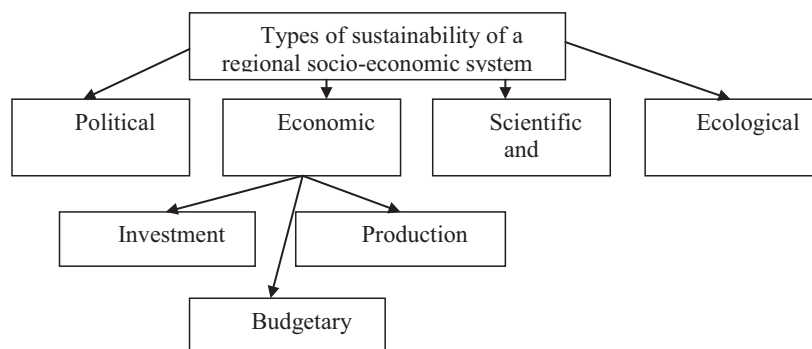 Types of sustainability of a
regional socio-economic system
Political
Economic
Scientific
and
Ecological
Investment
Production
Budgetary